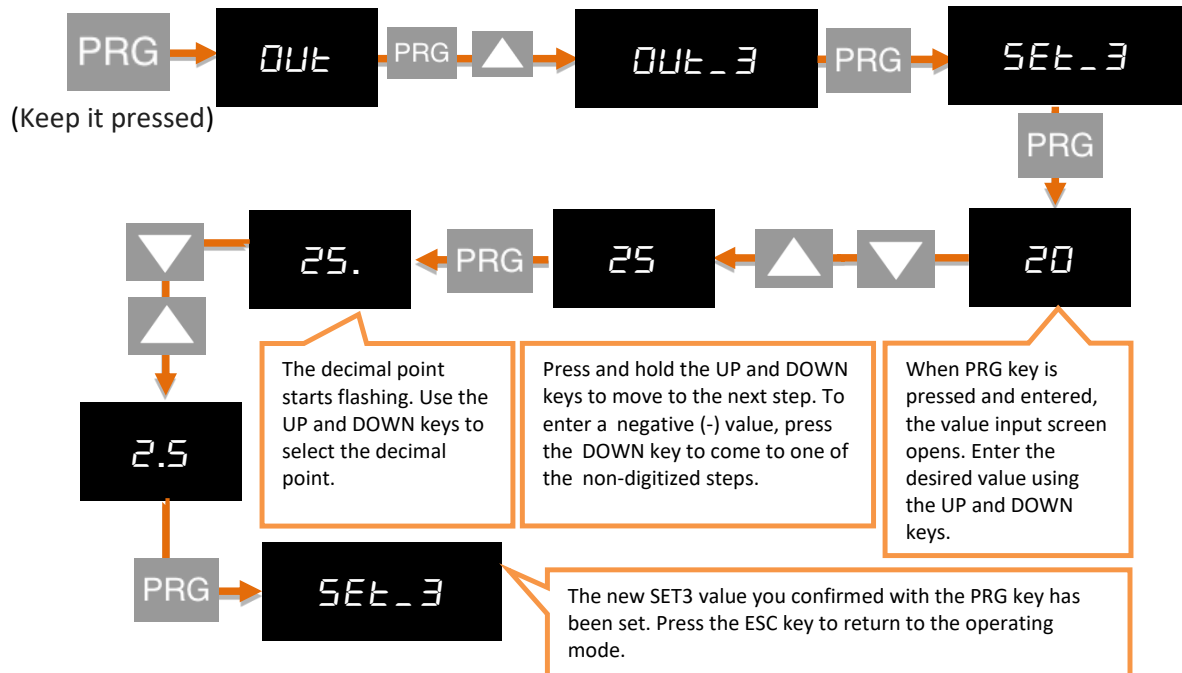 PRG
OUt
PRG
OUt_3
PRG
SEt_3
(Keep it pressed)
PRG
20
25
PRG
25.
When PRG key is
pressed and entered,
the value input screen
opens. Enter the
desired value using
the UP and DOWN
keys.
Press and hold the UP and DOWN
keys to move to the next step. To
enter a negative (-) value, press
the DOWN key to come to one of
the non-digitized steps.
The decimal point
starts flashing. Use the
UP and DOWN keys to
select the decimal
point.
2.5
PRG
SEt_3
The new SET3 value you confirmed with the PRG key has
been set. Press the ESC key to return to the operating
mode.